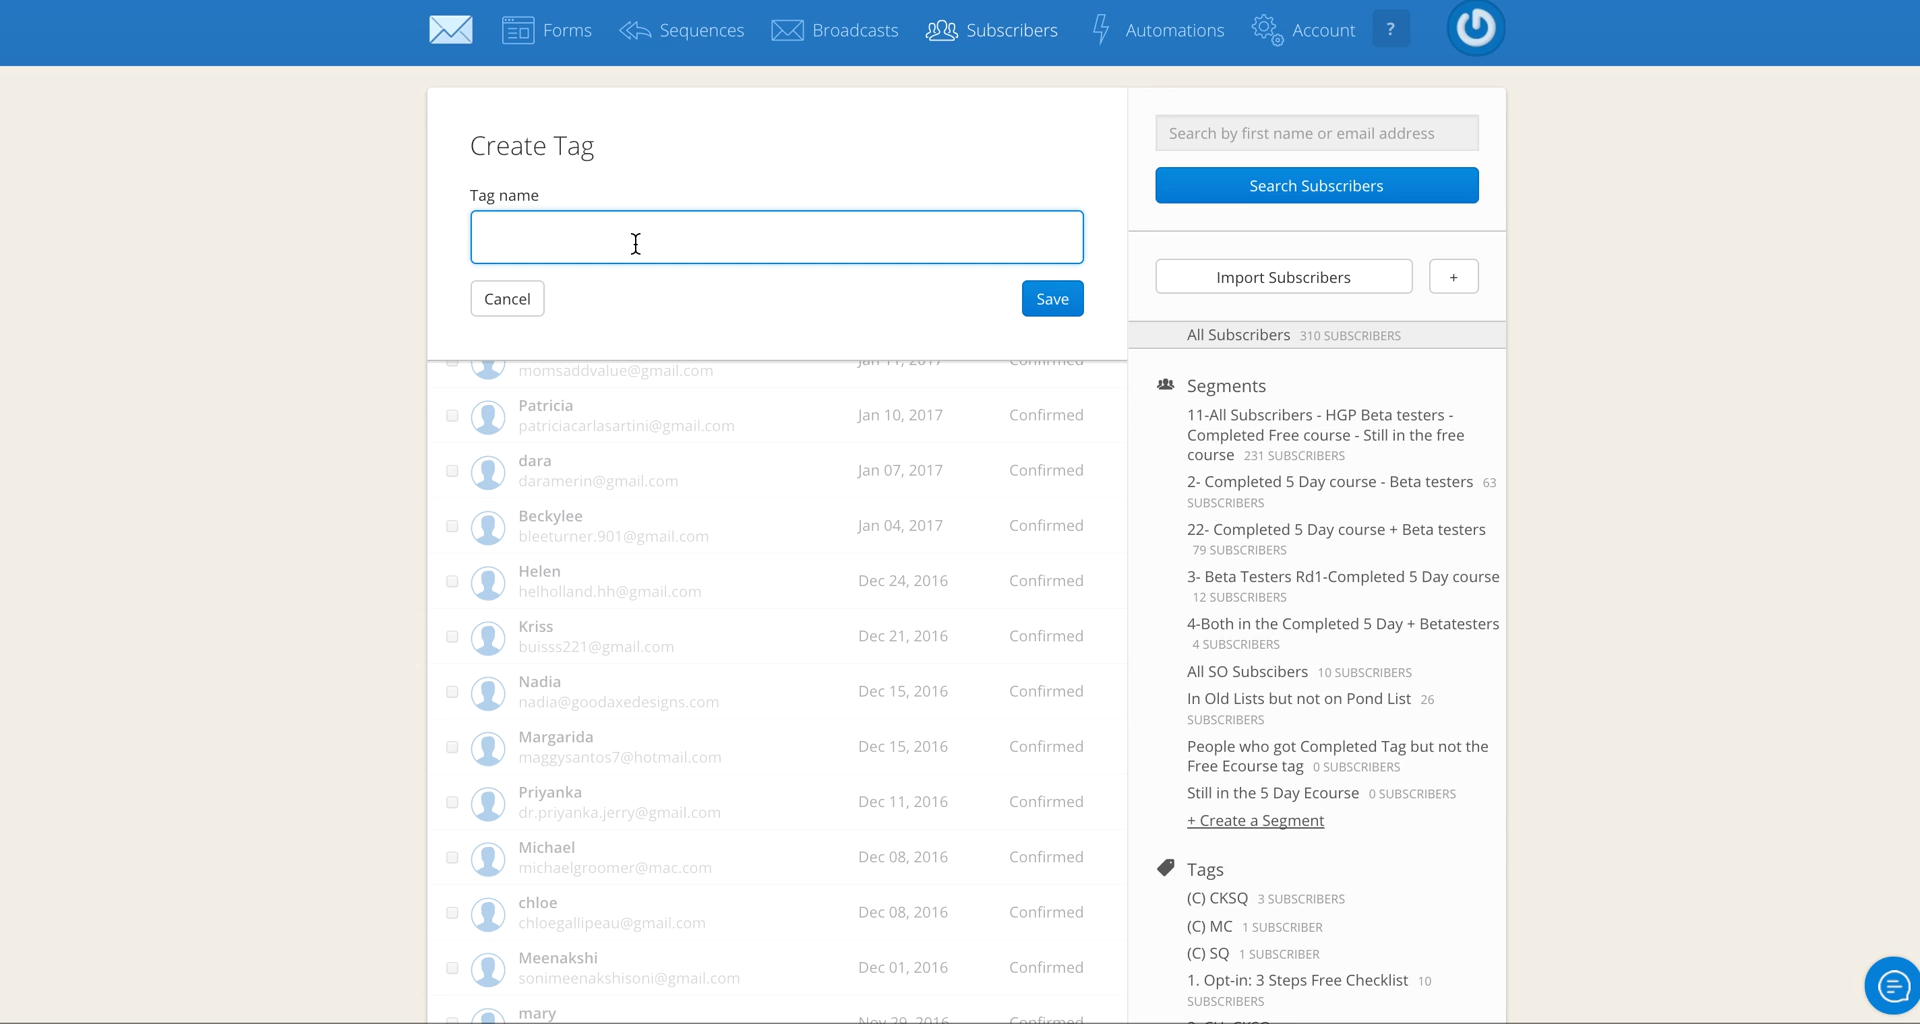 Forms Sequences Broadcasts Subscribers Automations Account ?
Create Tag
Tag name
Cancel
Save
momsaddvalue@gmail.com
Jan 11, 2017 Confirmed
Patricia
patriciacarlasartini@gmail.com
Jan 10, 2017 Confirmed
dara
daramerin@gmail.com
Jan 07, 2017 Confirmed
Beckylee
bleeturner.901@gmail.com
Jan 04, 2017 Confirmed
Helen
helholland.hh@gmail.com
Dec 24, 2016 Confirmed
Kriss
buisss221@gmail.com
Dec 21, 2016 Confirmed
Nadia
nadia@goodaxedesigns.com
Dec 15, 2016 Confirmed
Margarida
maggysantos7@hotmail.com
Dec 15, 2016 Confirmed
Priyanka
dr.priyanka.jerry@gmail.com
Dec 11, 2016 Confirmed
Michael
michaelgroomer@mac.com
Dec 08, 2016 Confirmed
chloe
chloegallipeau@gmail.com
Dec 08, 2016 Confirmed
Meenakshi
sonimeenakshisoni@gmail.com
Dec 01, 2016 Confirmed
mary
Nov 29, 2016 Confirmed
Search by first name or email address
Search Subscribers
Import Subscribers +
All Subscribers 310 SUBSCRIBERS
Segments
11-All Subscribers - HGP Beta testers -
Completed Free course - Still in the free
course 231 SUBSCRIBERS
2- Completed 5 Day course - Beta testers 63
SUBSCRIBERS
22- Completed 5 Day course + Beta testers
79 SUBSCRIBERS
3- Beta Testers Rd1-Completed 5 Day course
12 SUBSCRIBERS
4-Both in the Completed 5 Day + Betatesters
4 SUBSCRIBERS
All SO Subscibers 10 SUBSCRIBERS
In Old Lists but not on Pond List 26
SUBSCRIBERS
People who got Completed Tag but not the
Free Ecourse tag 0 SUBSCRIBERS
Still in the 5 Day Ecourse 0 SUBSCRIBERS
+ Create a Segment
Tags
(C) CKSQ 3 SUBSCRIBERS
(C) MC 1 SUBSCRIBER
(C) SQ 1 SUBSCRIBER
1. Opt-in: 3 Steps Free Checklist 10
SUBSCRIBERS